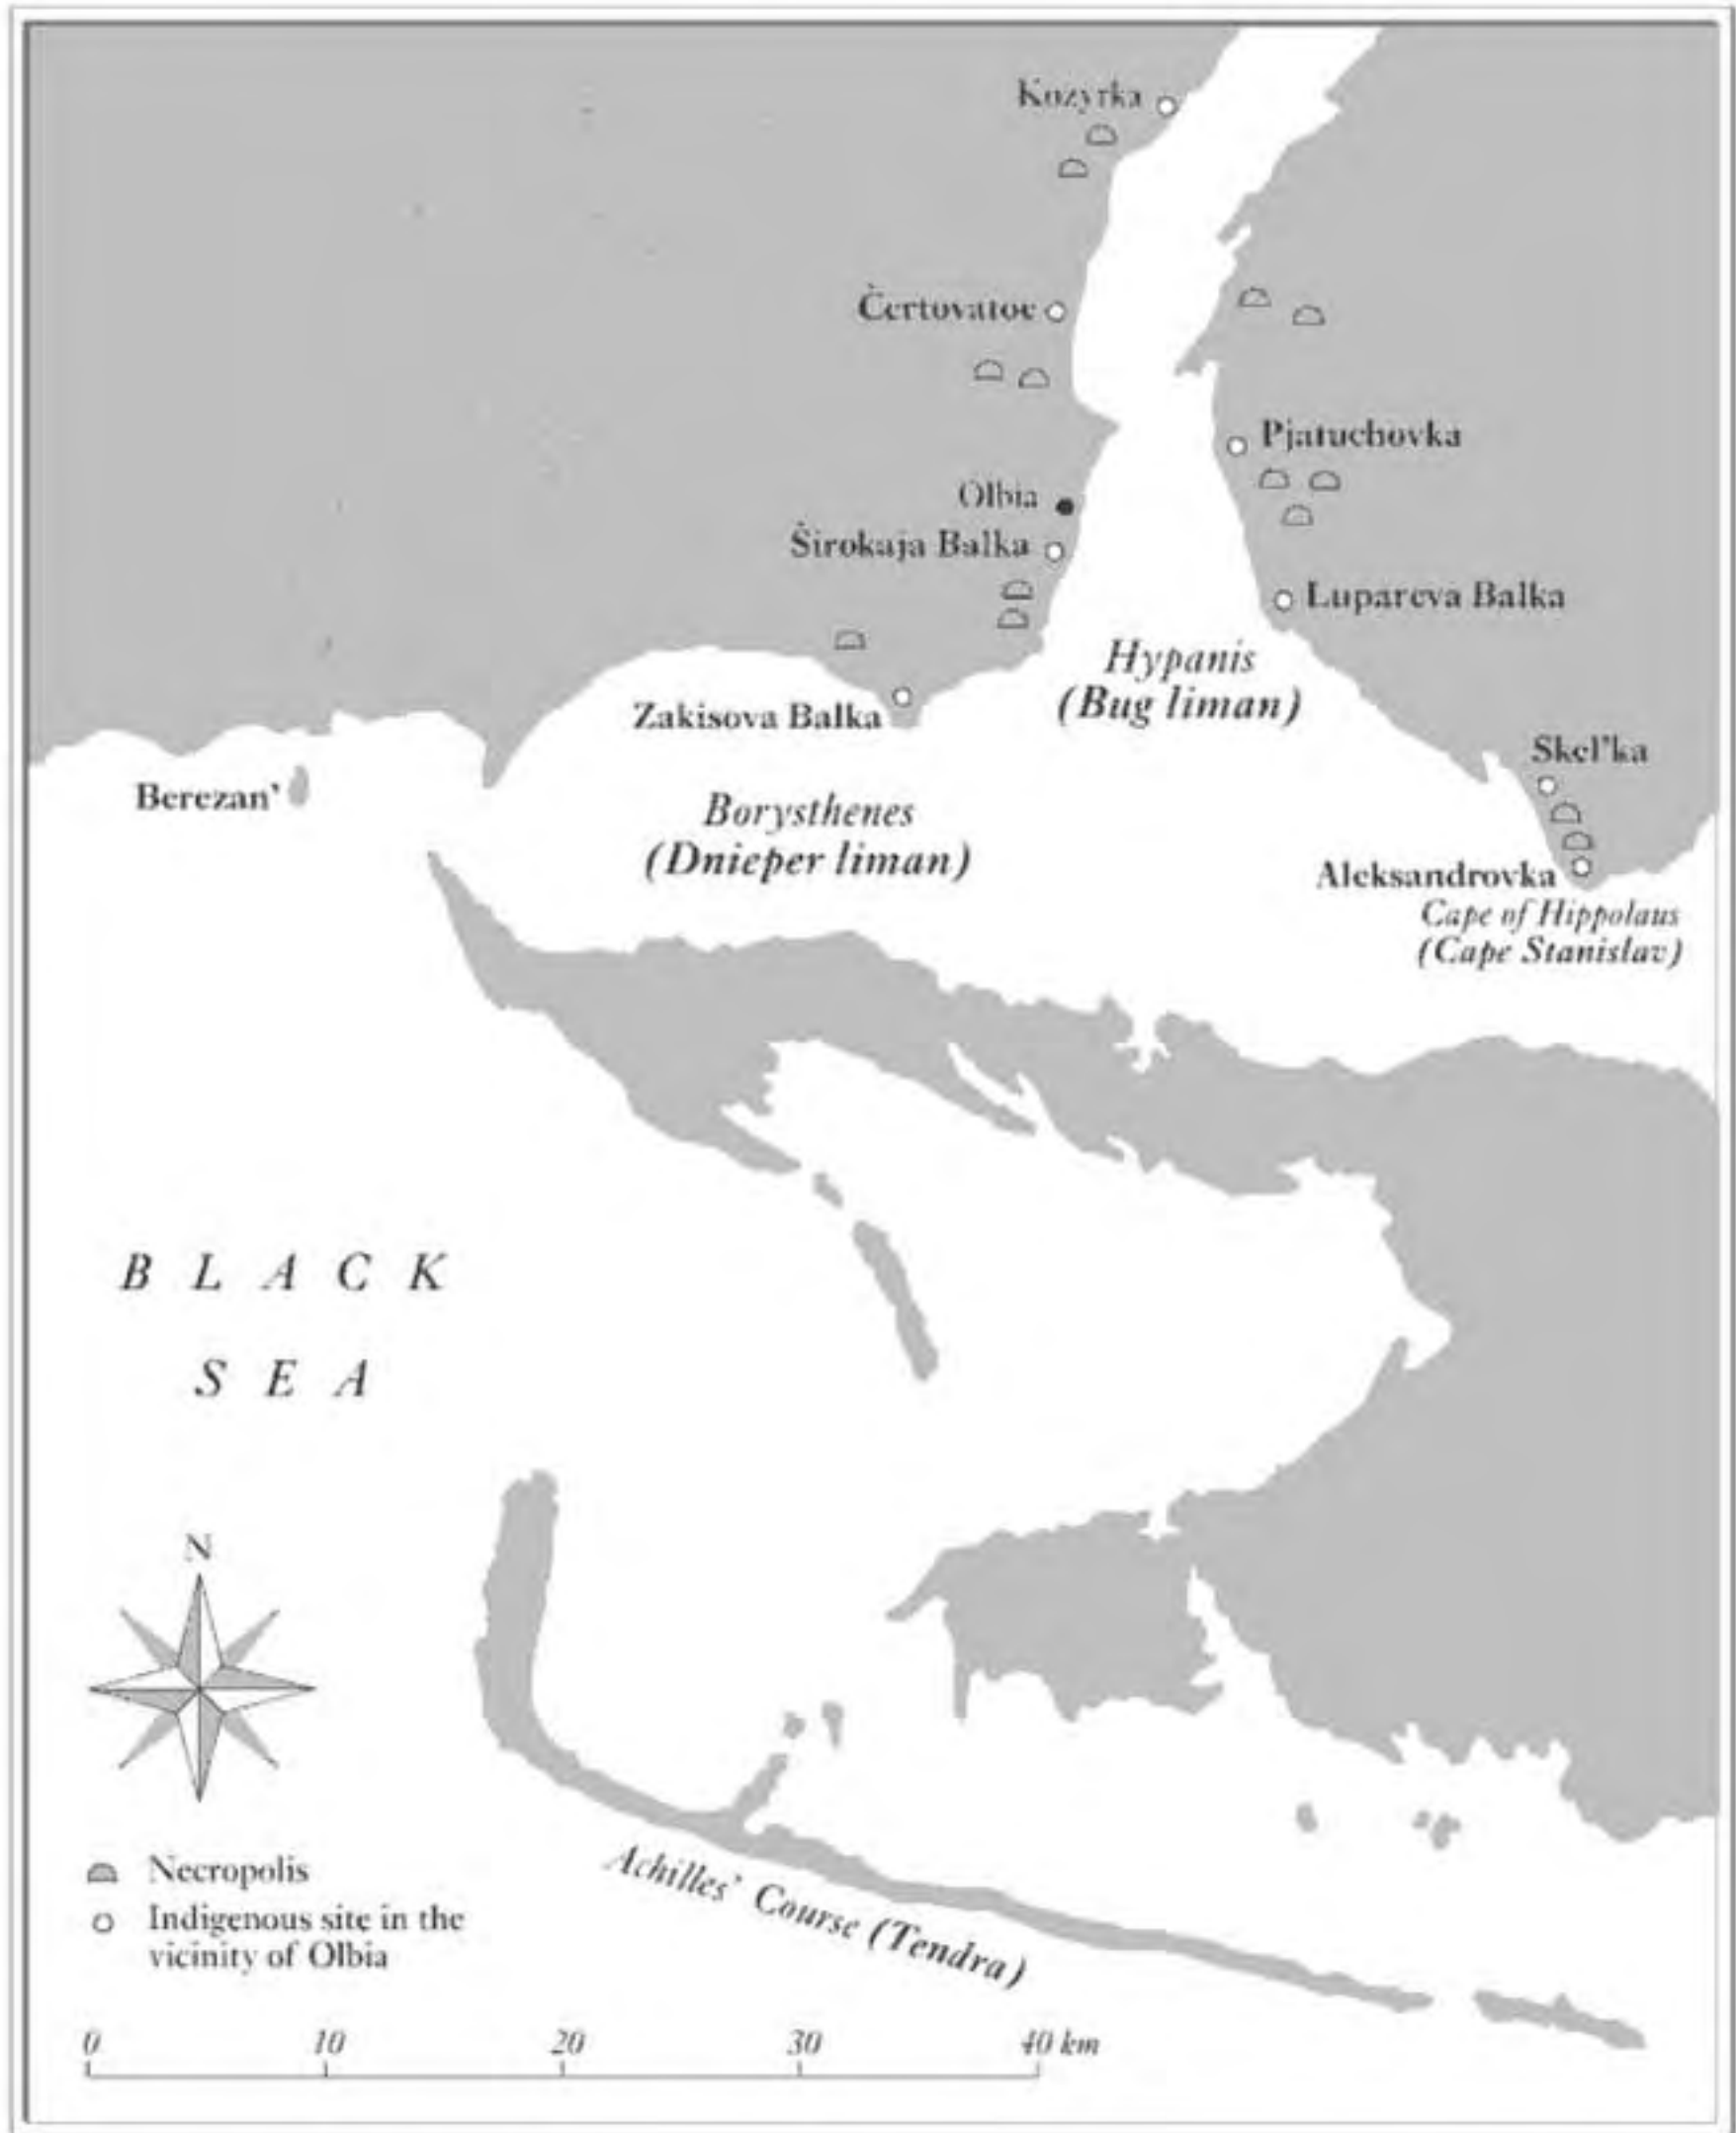 Kozyrka
Čertovatoe
Pjatuchovka
Olbia
Širokaja Balka
Lupareva Balka
Hypanis
(Bug liman)
Zakisova Balka
Skel'ka
Berezan'
Borysthenes
(Dnieper liman)
Aleksandrovka
Cape of Hippolaus
(Cape Stanislav)
BLACK
SEA
N
Necropolis
Indigenous site in the
vicinity of Olbia
Achilles' Course (Tendra)
0 10 20 30 40 km